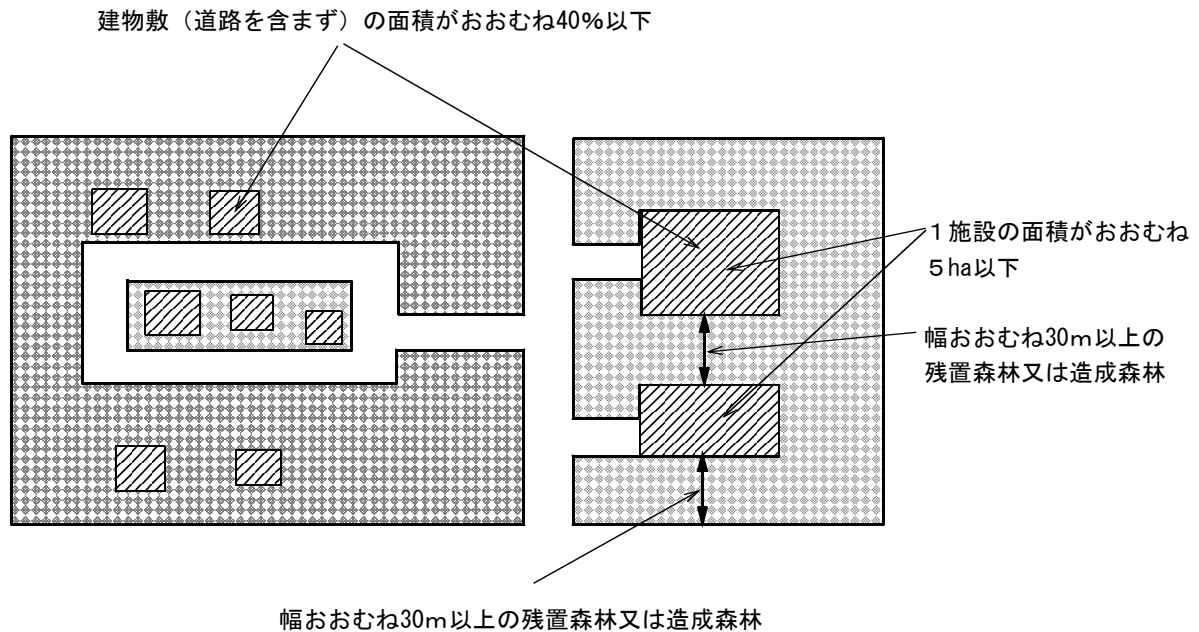 建物敷（道路を含まず）の面積がおおむね40％以下
１施設の面積がおおむね
５ha以下
幅おおむね30ｍ以上の
残置森林又は造成森林
幅おおむね30ｍ以上の残置森林又は造成森林